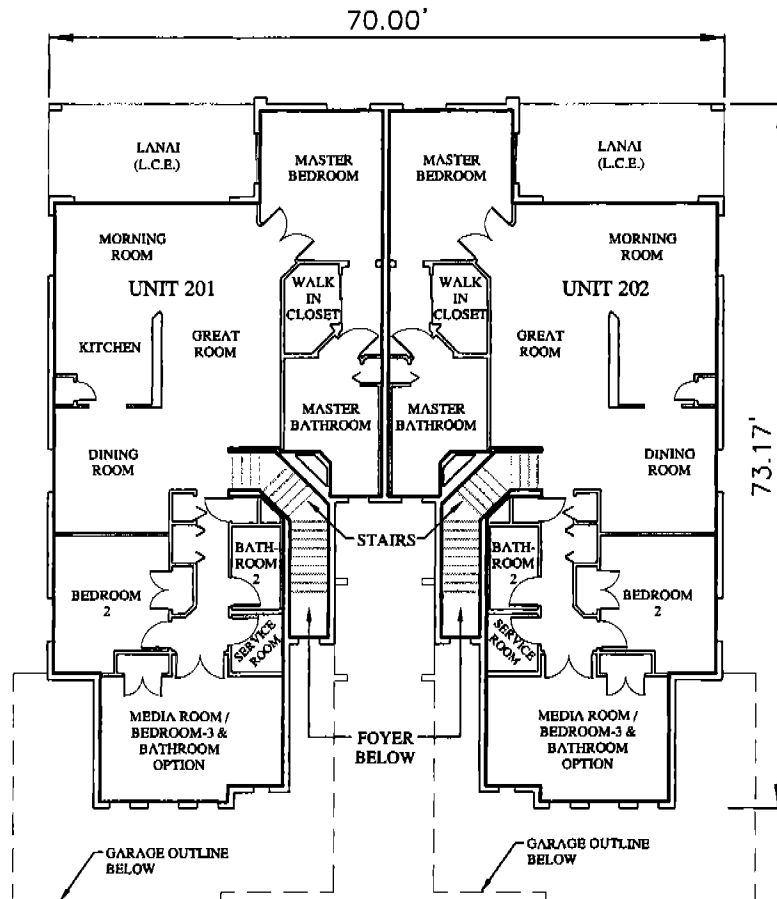 70.00'
LANAI
(L.C.E.)
MASTER
BEDROOM
MASTER
BEDROOM
LANAI
(L.C.E.)
MORNING
ROOM
MORNING
ROOM
UNIT 201
WALK
IN
CLOSET
WALK
IN
CLOSET
UNIT 202
KITCHEN
GREAT
ROOM
GREAT
ROOM
MASTER
BATHROOM
MASTER
BATHROOM
73.17'
DINING
ROOM
DINING
ROOM
STAIRS
BATH-
ROOM
2
BATH-
ROOM
2
BEDROOM
2
BEDROOM
2
SERVICE
ROOM
SERVICE
ROOM
MEDIA ROOM /
BEDROOM-3 &
BATHROOM
OPTION
FOYER
BELOW
MEDIA ROOM /
BEDROOM-3 &
BATHROOM
OPTION
GARAGE OUTLINE
BELOW
GARAGE OUTLINE
BELOW